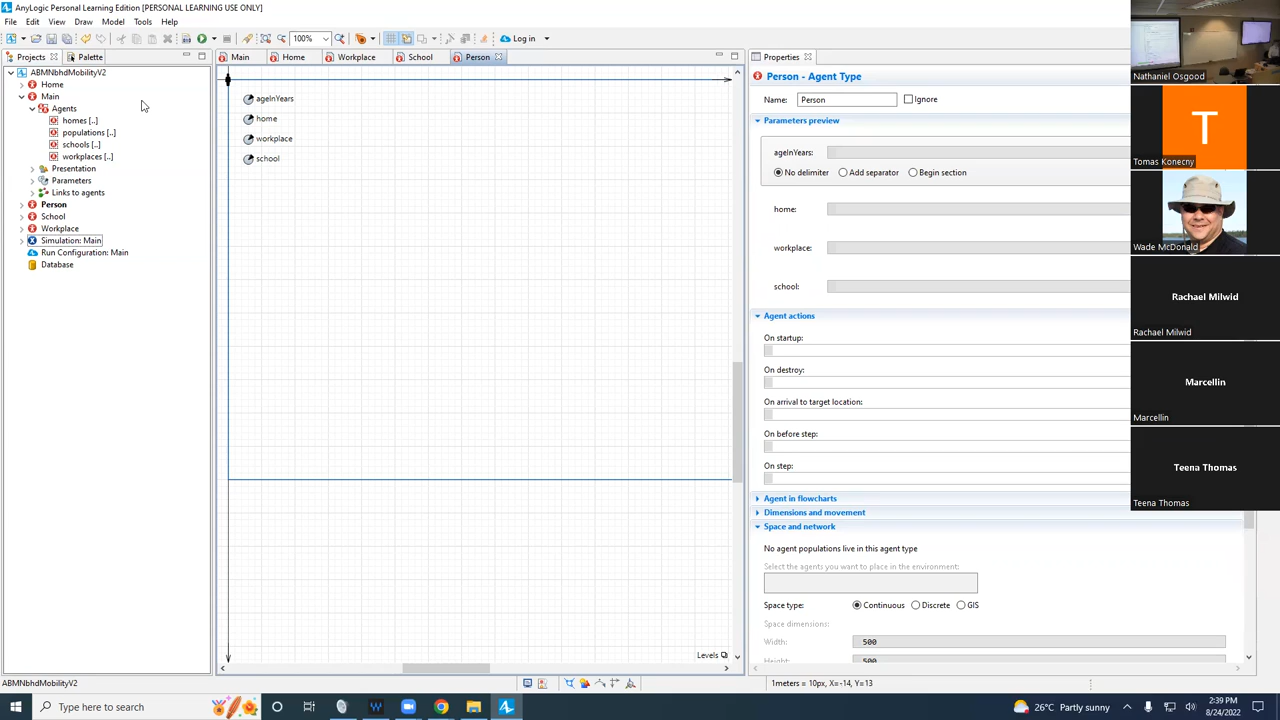 AnyLogic Personal Learning Edition [PERSONAL LEARNING USE ONLY]
File Edit View Draw Model Tools Help
100% Log in
Projects Palette
Main Home Workplace School Person
Properties
ABMNbhdMobilityV2
Home
Main
Agents
homes [..]
populations [..]
schools [..]
workplaces [..]
Presentation
Parameters
Links to agents
Person
School
Workplace
Simulation: Main
Run Configuration: Main
Database
ageInYears
home
workplace
school
Levels
Person - Agent Type
Name: Person Ignore
Parameters preview
ageInYears:
No delimiter Add separator Begin section
home:
workplace:
school:
Agent actions
On startup:
On destroy:
On arrival to target location:
On before step:
On step:
Agent in flowcharts
Dimensions and movement
Space and network
No agent populations live in this agent type
Select the agents you want to place in the environment:
Space type: Continuous Discrete GIS
Space dimensions:
Width: 500
Height: 500
Nathaniel Osgood
T
Tomas Konecny
Wade McDonald
Rachael Milwid
Rachael Milwid
Marcellin
Marcellin
Teena Thomas
Teena Thomas
ABMNbhdMobilityV2
1meters = 10px, X=-14, Y=13
Type here to search
26°C Partly sunny
2:39 PM
8/24/2022